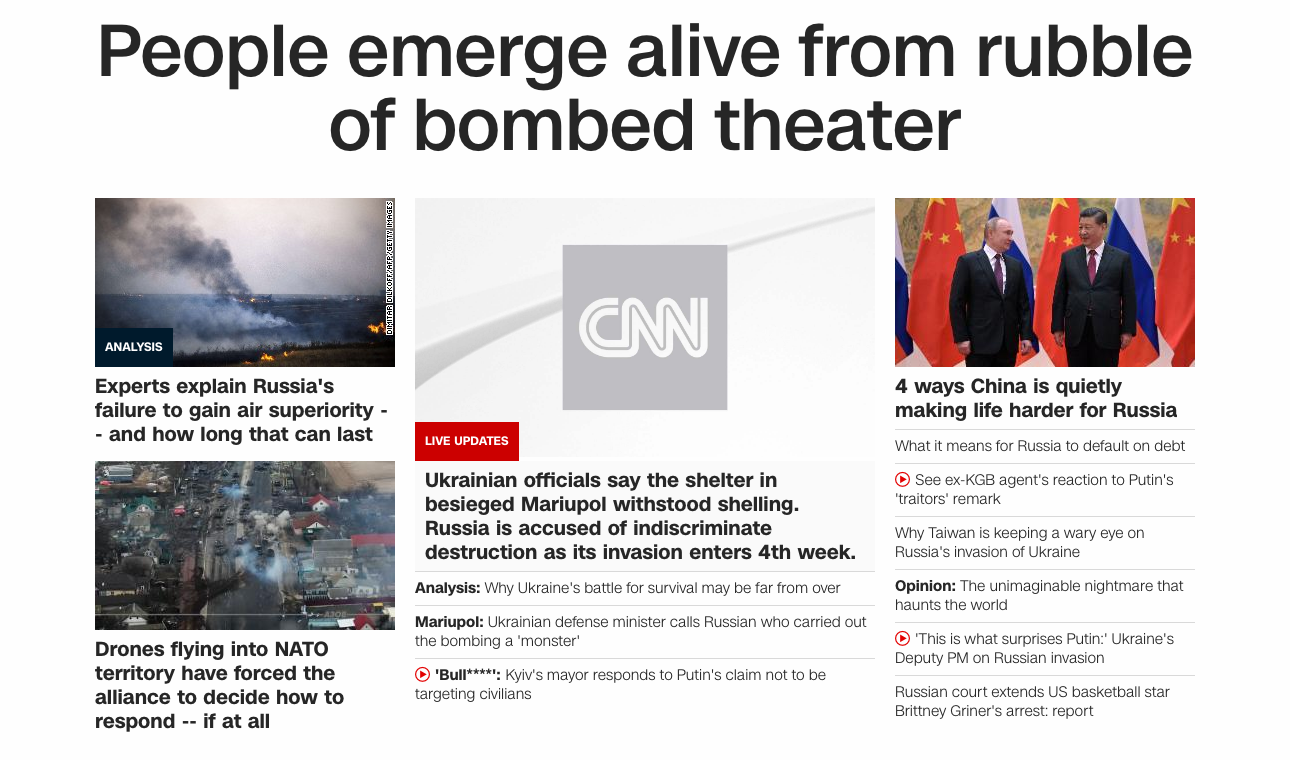 People emerge alive from rubble
of bombed theater
DIMITAR DILKOFF/AFP/GETTY IMAGES
ANALYSIS
Experts explain Russia's
failure to gain air superiority -
- and how long that can last
Drones flying into NATO
territory have forced the
alliance to decide how to
respond -- if at all
CNN
LIVE UPDATES
Ukrainian officials say the shelter in
besieged Mariupol withstood shelling.
Russia is accused of indiscriminate
destruction as its invasion enters 4th week.
Analysis: Why Ukraine's battle for survival may be far from over
Mariupol: Ukrainian defense minister calls Russian who carried out
the bombing a 'monster'
'Bull****': Kyiv's mayor responds to Putin's claim not to be
targeting civilians
4 ways China is quietly
making life harder for Russia
What it means for Russia to default on debt
See ex-KGB agent's reaction to Putin's
'traitors' remark
Why Taiwan is keeping a wary eye on
Russia's invasion of Ukraine
Opinion: The unimaginable nightmare that
haunts the world
'This is what surprises Putin:' Ukraine's
Deputy PM on Russian invasion
Russian court extends US basketball star
Brittney Griner's arrest: report